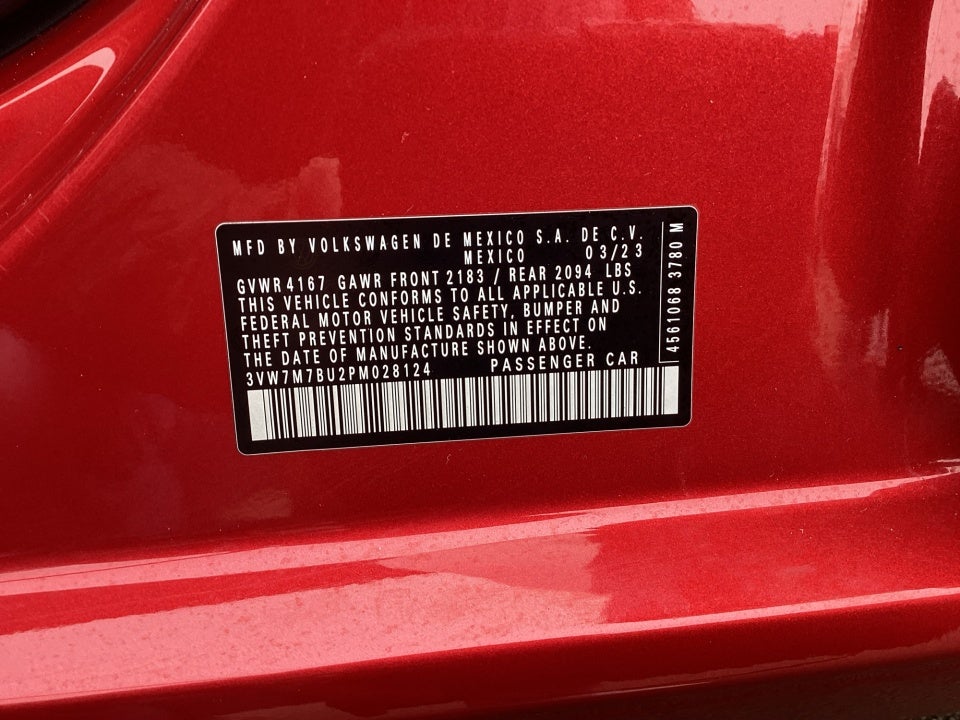 MFD BY VOLKSWAGEN DE MEXICO S.A. DE C.V.
MEXICO 03/23
GVWR 4167 GAWR FRONT 2183 / REAR 2094 LBS
THIS VEHICLE CONFORMS TO ALL APPLICABLE U.S.
FEDERAL MOTOR VEHICLE SAFETY, BUMPER AND
THEFT PREVENTION STANDARDS IN EFFECT ON
THE DATE OF MANUFACTURE SHOWN ABOVE.
3VW7M7BU2PM028124 PASSENGER CAR
4561068 3780 M